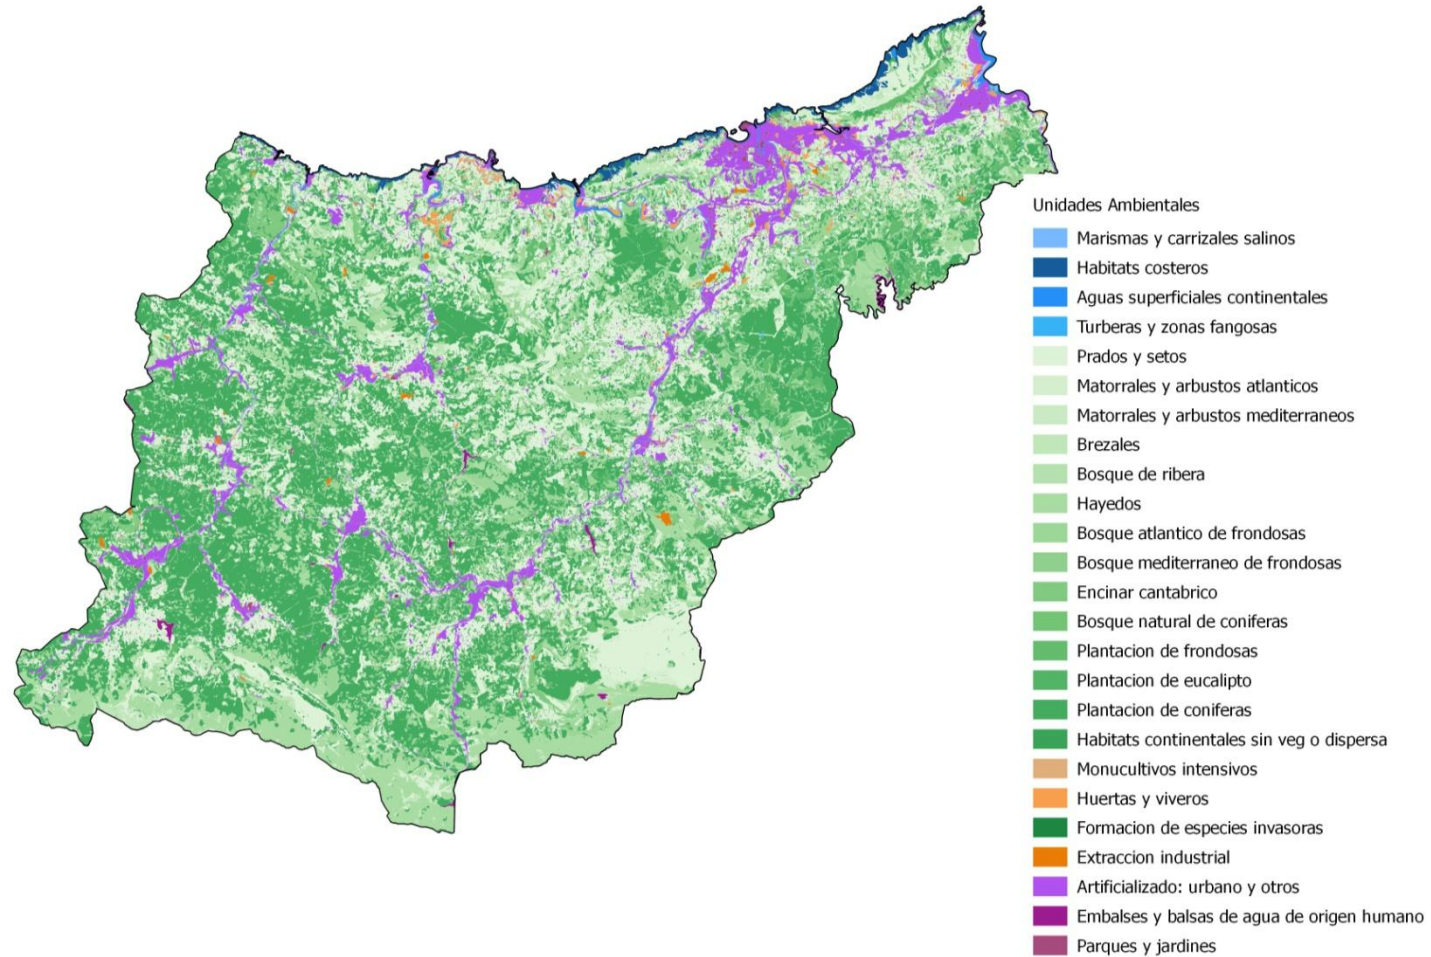 Unidades Ambientales
Marismas y carrizales salinos
Habitats costeros
Aguas superficiales continentales
Turberas y zonas fangosas
Prados y setos
Matorrales y arbustos atlanticos
Matorrales y arbustos mediterraneos
Brezales
Bosque de ribera
Hayedos
Bosque atlantico de frondosas
Bosque mediterraneo de frondosas
Encinar cantabrico
Bosque natural de coniferas
Plantacion de frondosas
Plantacion de eucalipto
Plantacion de coniferas
Habitats continentales sin veg o dispersa
Monucultivos intensivos
Huertas y viveros
Formacion de especies invasoras
Extraccion industrial
Artificializado: urbano y otros
Embalses y balsas de agua de origen humano
Parques y jardines